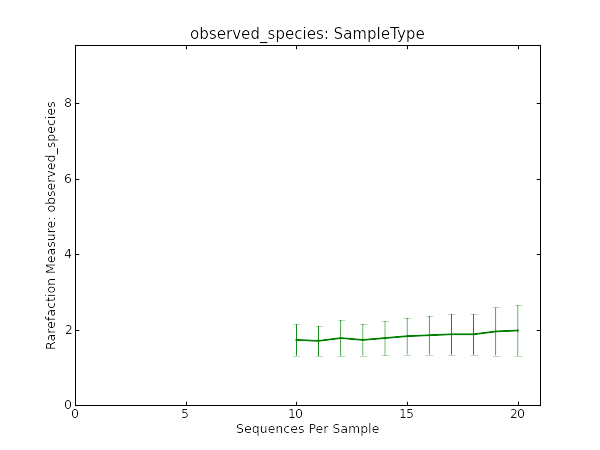 observed_species: SampleType
Rarefaction Measure: observed_species
8
6
4
2
0
0 5 10 15 20
Sequences Per Sample